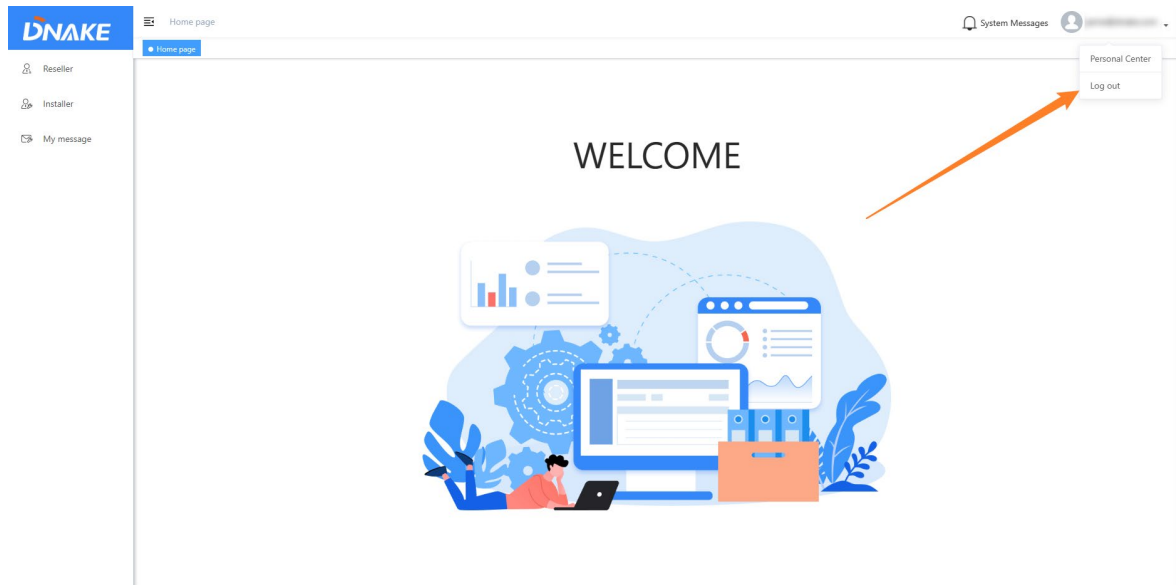 DNAKE
Home page
System Messages
Home page
Personal Center
Log out
Reseller
Installer
My message
WELCOME